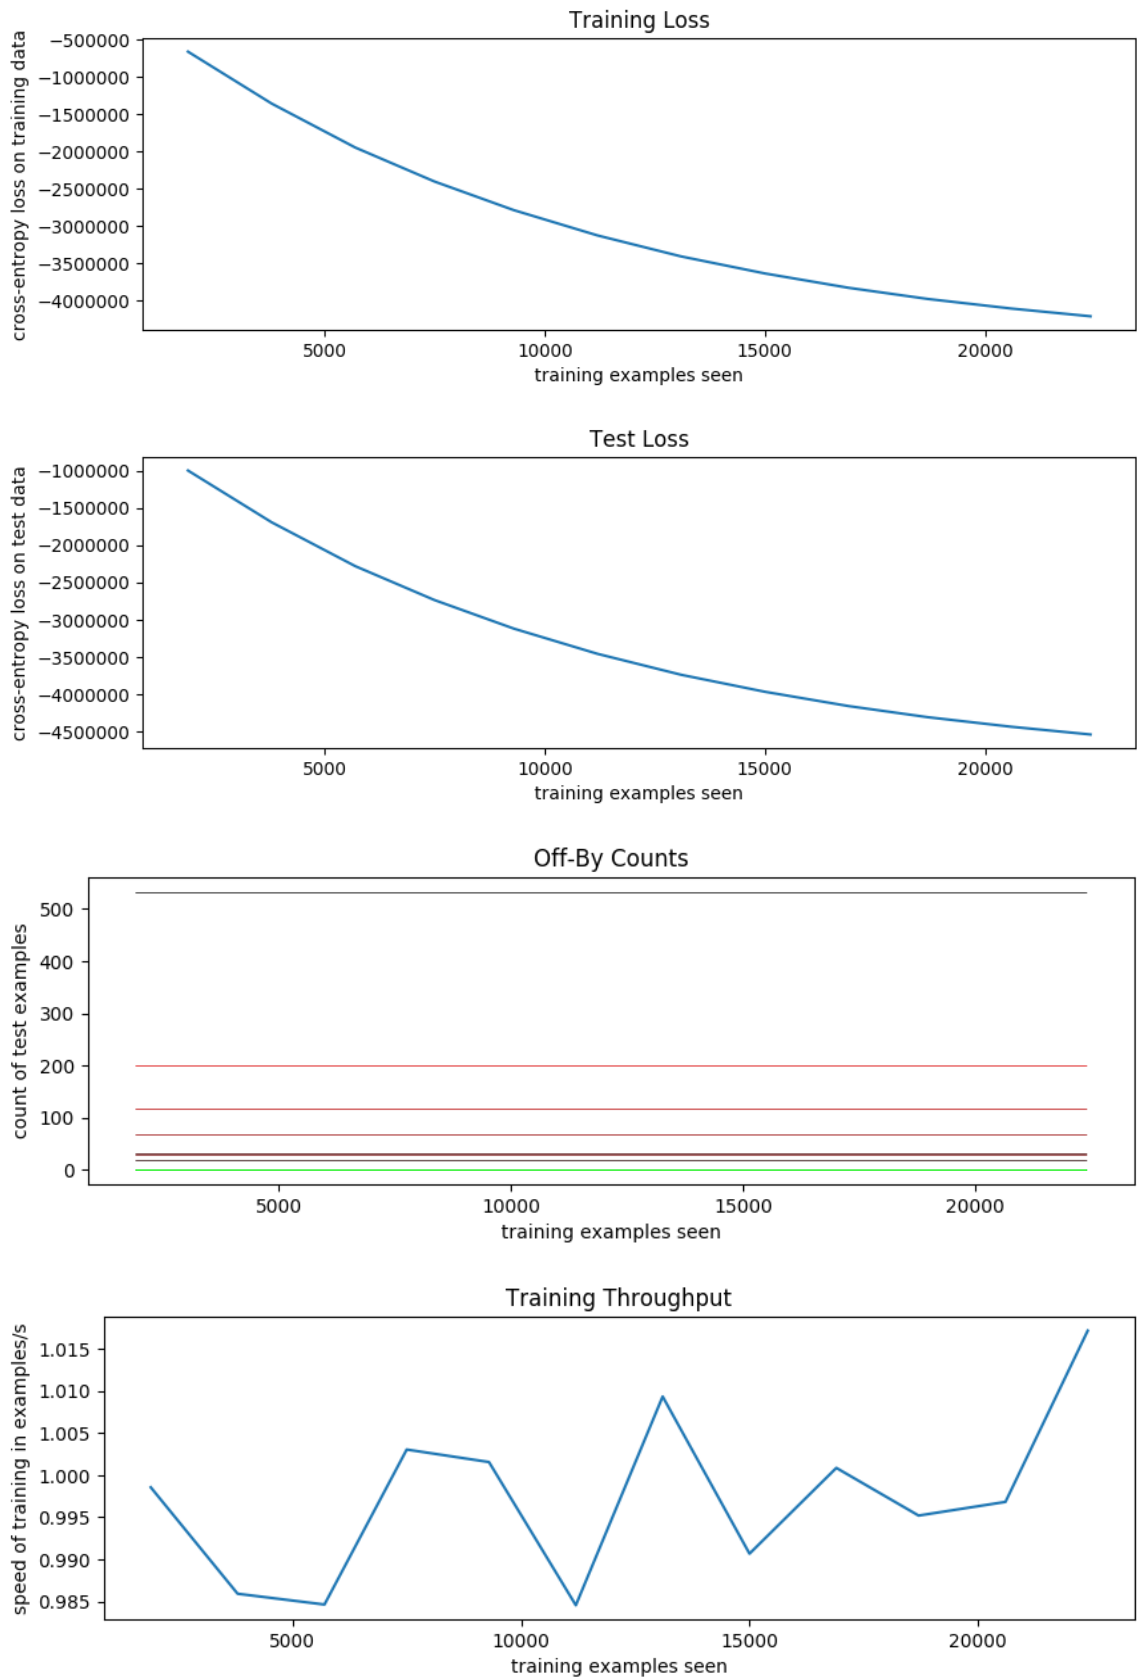 Training Loss
cross-entropy loss on training data
−500000
−1000000
−1500000
−2000000
−2500000
−3000000
−3500000
−4000000
5000 10000 15000 20000
training examples seen
Test Loss
cross-entropy loss on test data
−1000000
−1500000
−2000000
−2500000
−3000000
−3500000
−4000000
−4500000
5000 10000 15000 20000
training examples seen
Off-By Counts
count of test examples
500
400
300
200
100
0
5000 10000 15000 20000
training examples seen
Training Throughput
speed of training in examples/s
1.015
1.010
1.005
1.000
0.995
0.990
0.985
5000 10000 15000 20000
training examples seen